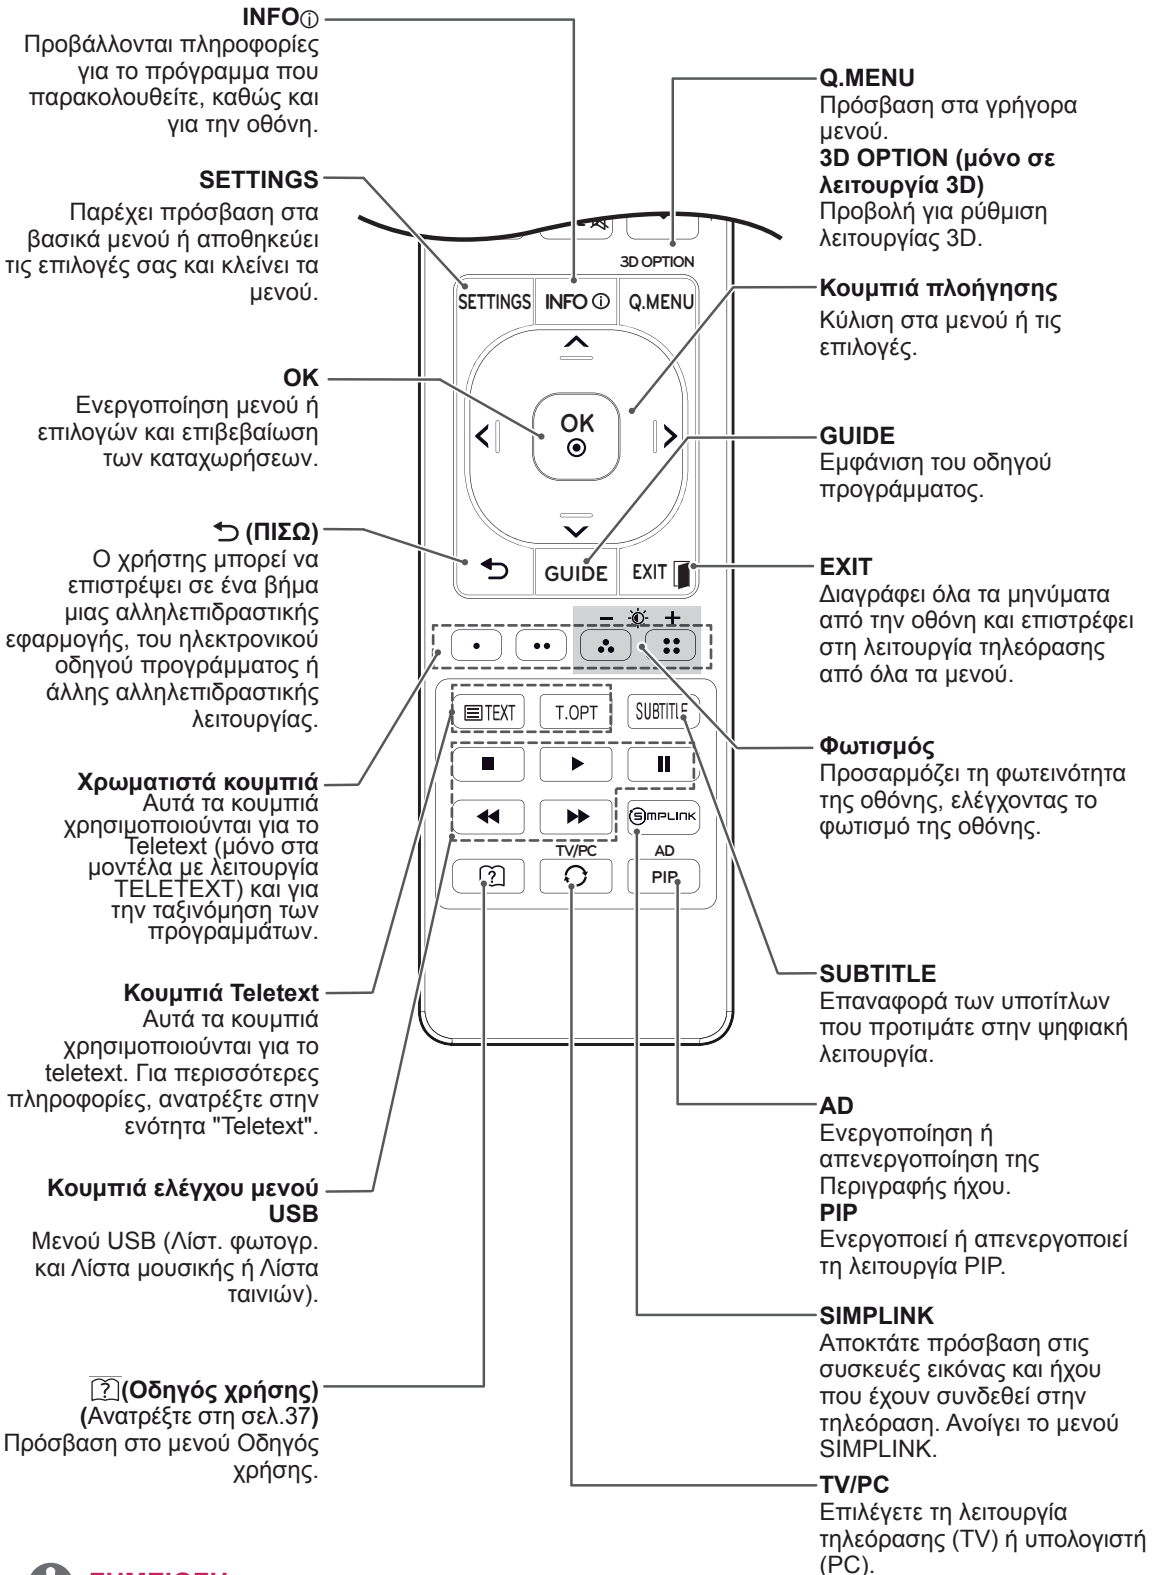 INFOⓘ
Προβάλλονται πληροφορίες
για το πρόγραμμα που
παρακολουθείτε, καθώς και
για την οθόνη.
SETTINGS
Παρέχει πρόσβαση στα
βασικά μενού ή αποθηκεύει
τις επιλογές σας και κλείνει τα
μενού.
OK
Ενεργοποίηση μενού ή
επιλογών και επιβεβαίωση
των καταχωρήσεων.
(ΠΙΣΩ)
Ο χρήστης μπορεί να
επιστρέψει σε ένα βήμα
μιας αλληλεπιδραστικής
εφαρμογής, του ηλεκτρονικού
οδηγού προγράμματος ή
άλλης αλληλεπιδραστικής
λειτουργίας.
Χρωματιστά κουμπιά
Αυτά τα κουμπιά
χρησιμοποιούνται για το
Teletext (μόνο στα
μοντέλα με λειτουργία
TELETEXT) και για
την ταξινόμηση των
προγραμμάτων.
Κουμπιά Teletext
Αυτά τα κουμπιά
χρησιμοποιούνται για το
teletext. Για περισσότερες
πληροφορίες, ανατρέξτε στην
ενότητα "Teletext".
Κουμπιά ελέγχου μενού
USB
Μενού USB (Λίστ. φωτογρ.
και Λίστα μουσικής ή Λίστα
ταινιών).
(Οδηγός χρήσης)
(Ανατρέξτε στη σελ.37)
Πρόσβαση στο μενού Οδηγός
χρήσης.
3D OPTION
SETTINGS INFO ⓘ Q.MENU
OK
GUIDE EXIT
− +
TEXT T.OPT SUBTITLE
SIMPLINK
TV/PC AD
? PIP
Q.MENU
Πρόσβαση στα γρήγορα
μενού.
3D OPTION (μόνο σε
λειτουργία 3D)
Προβολή για ρύθμιση
λειτουργίας 3D.
Κουμπιά πλοήγησης
Κύλιση στα μενού ή τις
επιλογές.
GUIDE
Εμφάνιση του οδηγού
προγράμματος.
EXIT
Διαγράφει όλα τα μηνύματα
από την οθόνη και επιστρέφει
στη λειτουργία τηλεόρασης
από όλα τα μενού.
Φωτισμός
Προσαρμόζει τη φωτεινότητα
της οθόνης, ελέγχοντας το
φωτισμό της οθόνης.
SUBTITLE
Επαναφορά των υποτίτλων
που προτιμάτε στην ψηφιακή
λειτουργία.
AD
Ενεργοποίηση ή
απενεργοποίηση της
Περιγραφής ήχου.
PIP
Ενεργοποιεί ή απενεργοποιεί
τη λειτουργία PIP.
SIMPLINK
Αποκτάτε πρόσβαση στις
συσκευές εικόνας και ήχου
που έχουν συνδεθεί στην
τηλεόραση. Ανοίγει το μενού
SIMPLINK.
TV/PC
Επιλέγετε τη λειτουργία
τηλεόρασης (TV) ή υπολογιστή
(PC).